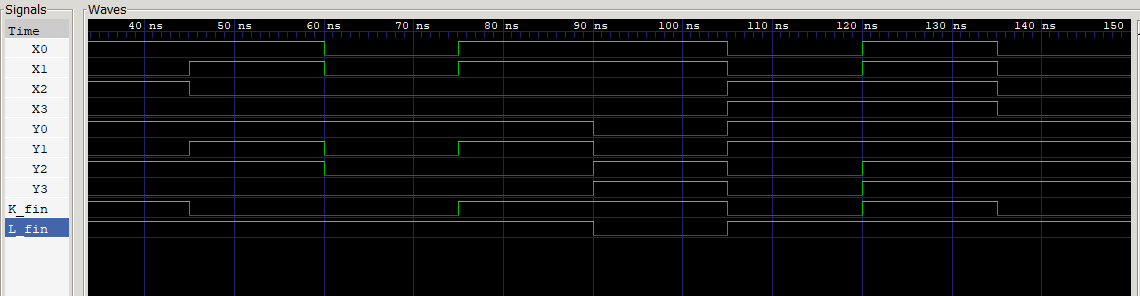 Signals Waves
Time 40 ns 50 ns 60 ns 70 ns 80 ns 90 ns 100 ns 110 ns 120 ns 130 ns 140 ns 150
X0
X1
X2
X3
Y0
Y1
Y2
Y3
K_fin
L_fin